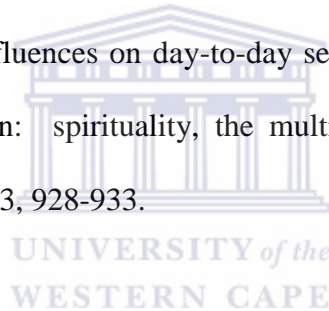 fluences on day-to-day se
n: spirituality, the mult
3, 928-933.
UNIVERSITY of the
WESTERN CAPE